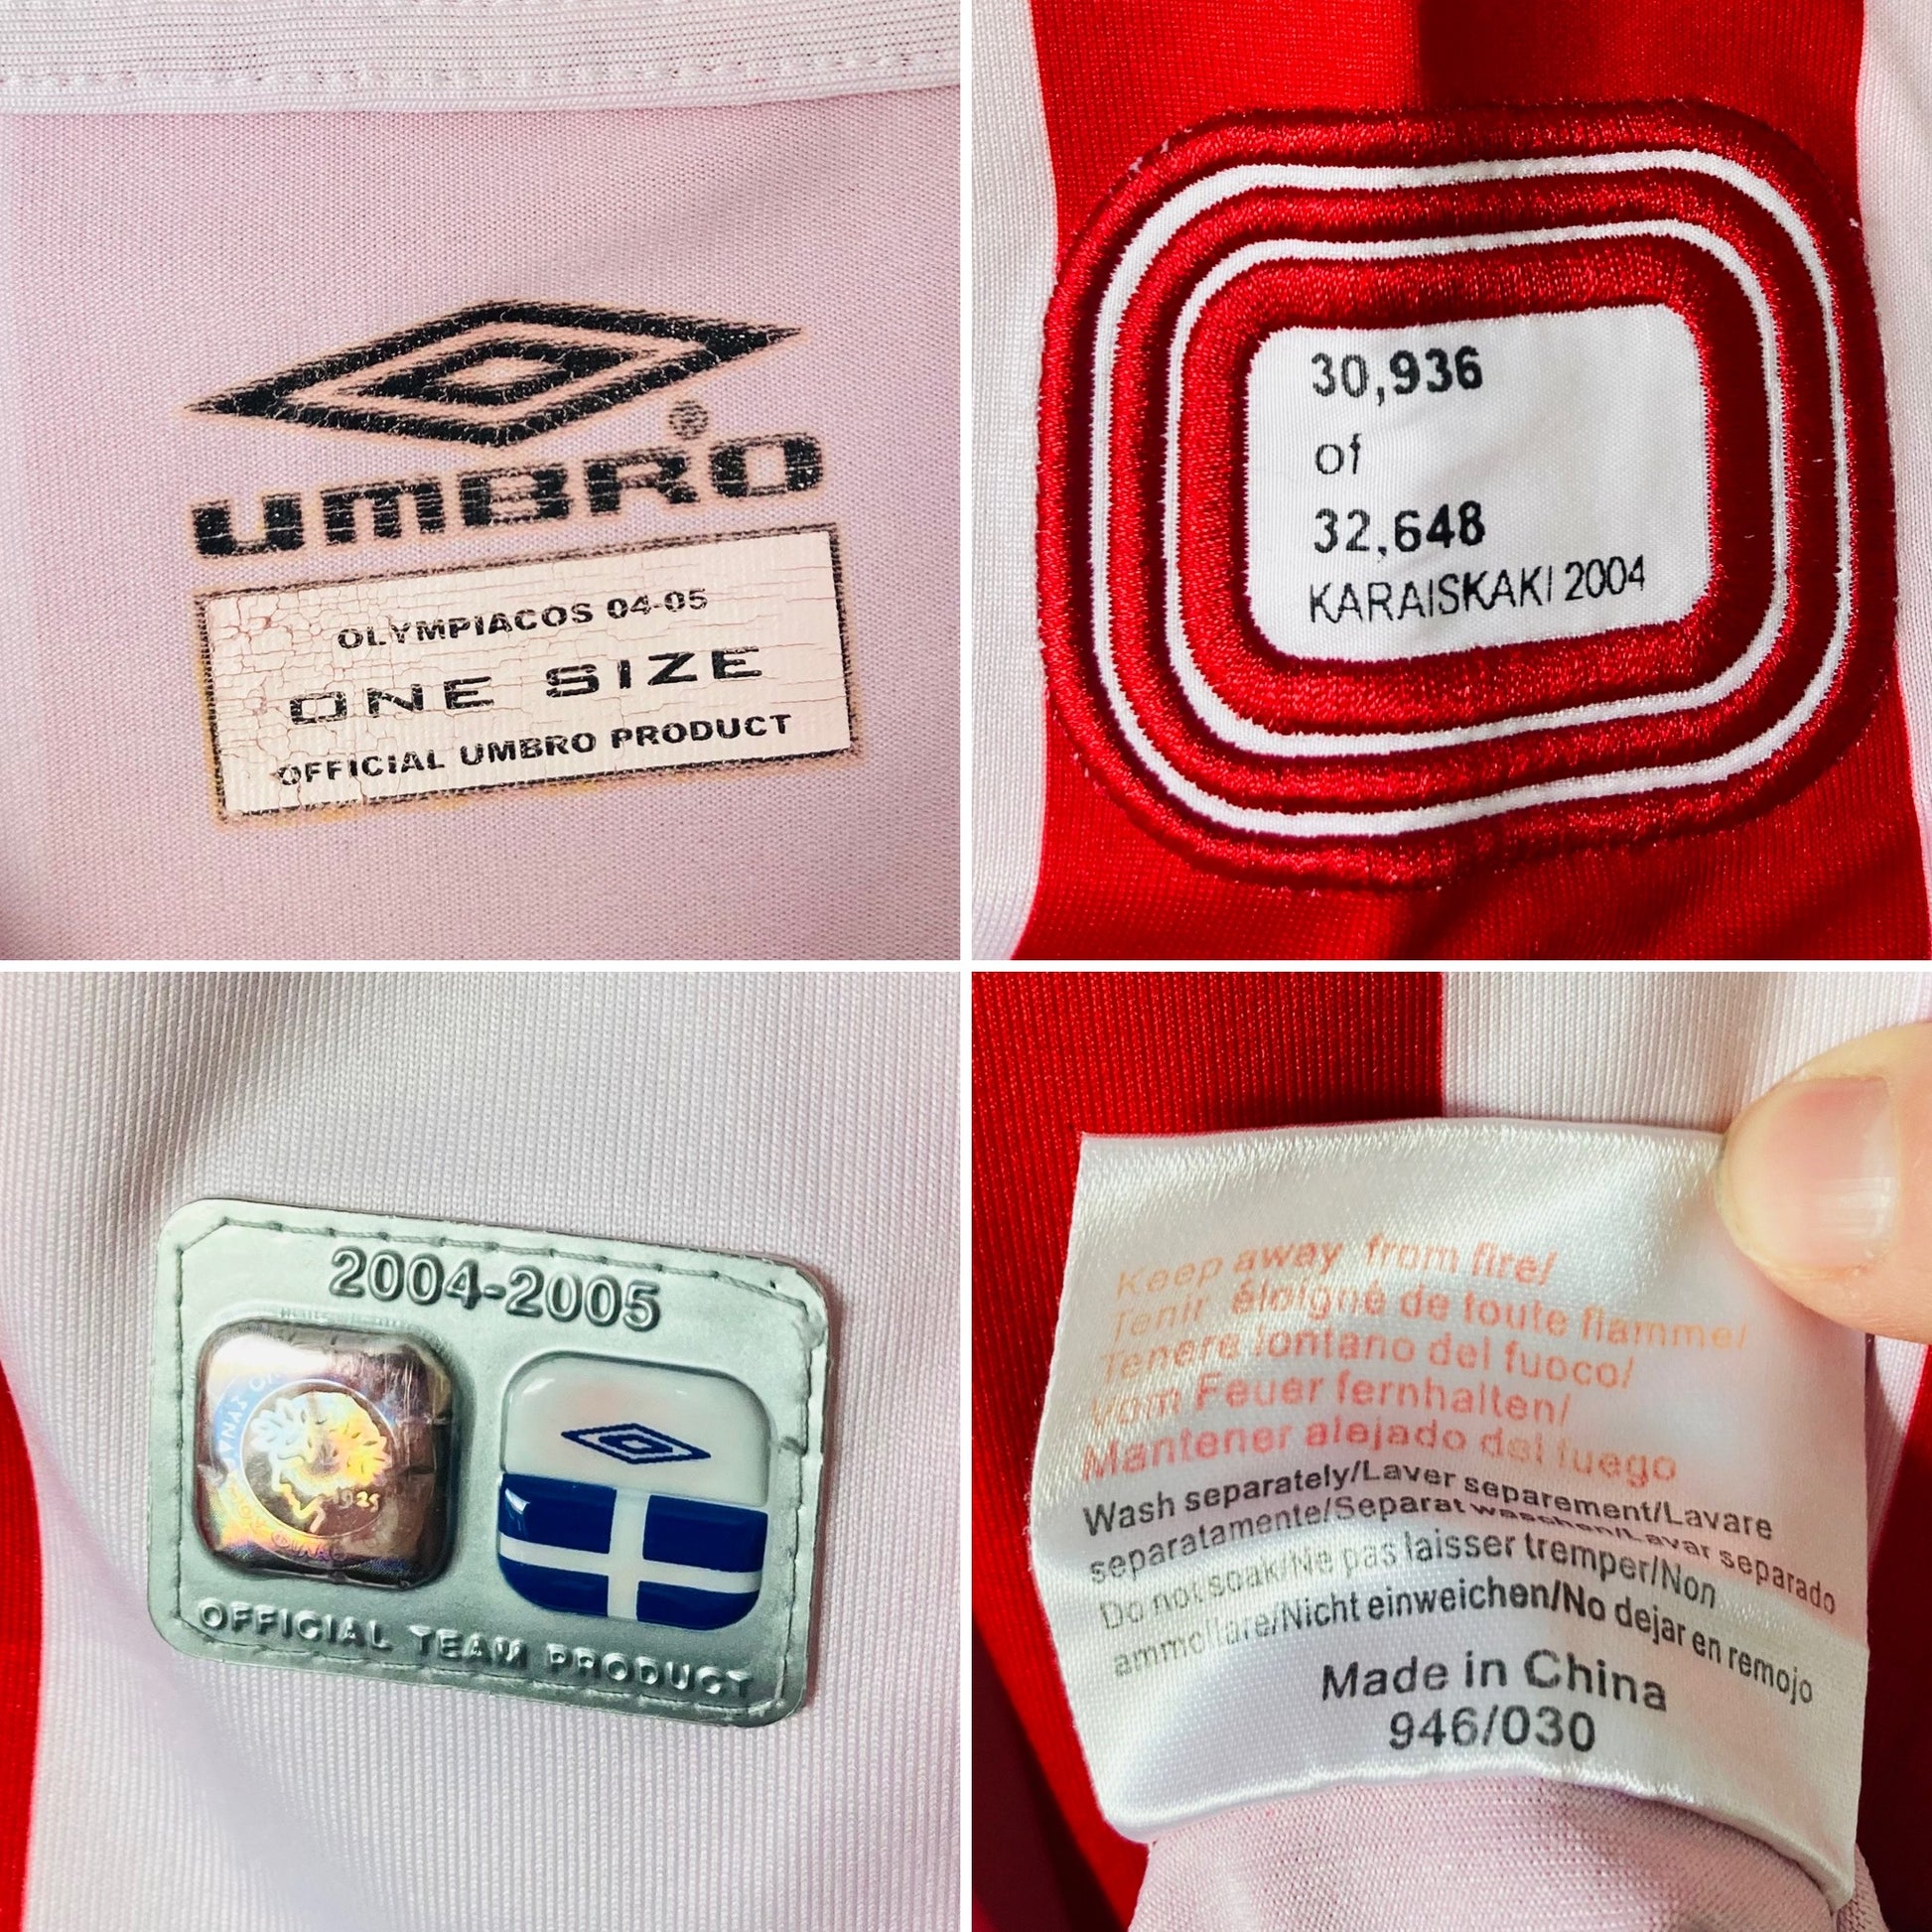 UMBRO®
OLYMPIACOS 04-05
ONE SIZE
OFFICIAL UMBRO PRODUCT
30,936
of
32,648
KARAISKAKI 2004
2004-2005
1925
OFFICIAL TEAM PRODUCT
Keep away from fire/
Tenir éloigné de toute flamme/
Tenere lontano del fuoco/
vom Feuer fernhalten/
Mantener alejado del fuego
Wash separately/Laver separement/Lavare
separatamente/Separat waschen/Lavar separado
Do not soak/Ne pas laisser tremper/Non
ammollare/Nicht einweichen/No dejar en remojo
Made in China
946/030